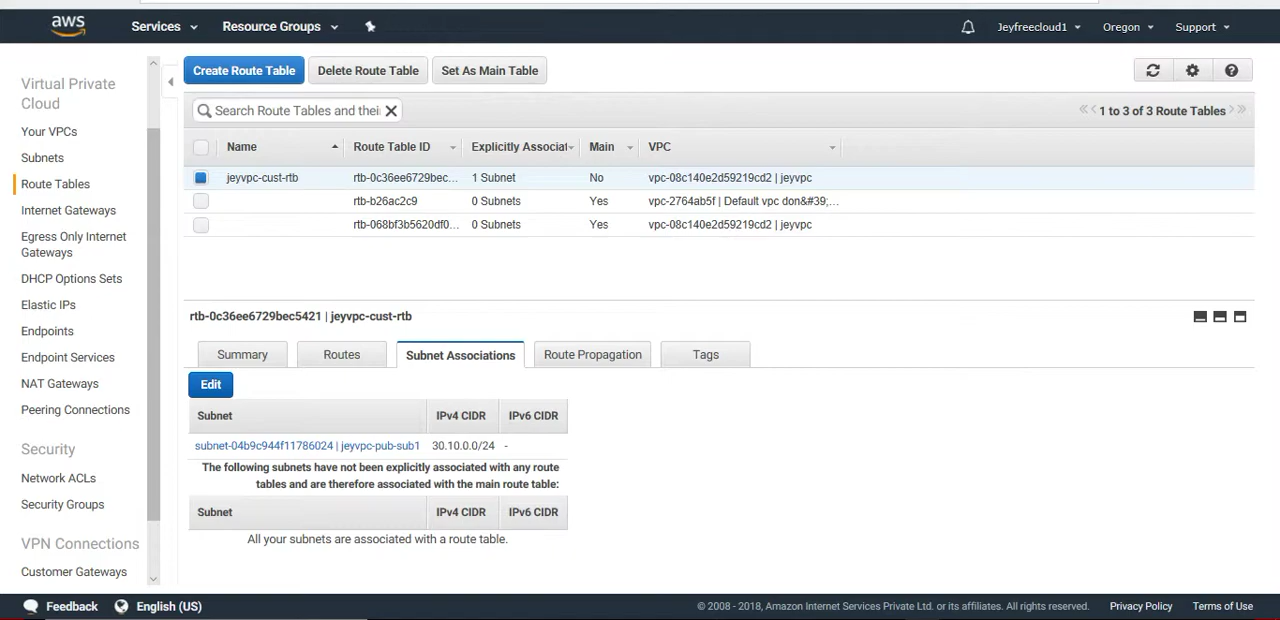 aws Services Resource Groups Jeyfreecloud1 Oregon Support
Virtual Private
Cloud
Your VPCs
Subnets
Route Tables
Internet Gateways
Egress Only Internet
Gateways
DHCP Options Sets
Elastic IPs
Endpoints
Endpoint Services
NAT Gateways
Peering Connections
Security
Network ACLs
Security Groups
VPN Connections
Customer Gateways
Create Route Table Delete Route Table Set As Main Table
Search Route Tables and thei
1 to 3 of 3 Route Tables
Name Route Table ID Explicitly Associat Main VPC
jeyvpc-cust-rtb rtb-0c36ee6729bec... 1 Subnet No vpc-08c140e2d59219cd2 | jeyvpc
rtb-b26ac2c9 0 Subnets Yes vpc-2764ab5f | Default vpc don&#39;...
rtb-068bf3b5620df0... 0 Subnets Yes vpc-08c140e2d59219cd2 | jeyvpc
rtb-0c36ee6729bec5421 | jeyvpc-cust-rtb
Summary Routes Subnet Associations Route Propagation Tags
Edit
Subnet IPv4 CIDR IPv6 CIDR
subnet-04b9c944f11786024 | jeyvpc-pub-sub1 30.10.0.0/24 -
The following subnets have not been explicitly associated with any route
tables and are therefore associated with the main route table:
Subnet IPv4 CIDR IPv6 CIDR
All your subnets are associated with a route table.
Feedback English (US) © 2008 - 2018, Amazon Internet Services Private Ltd. or its affiliates. All rights reserved. Privacy Policy Terms of Use